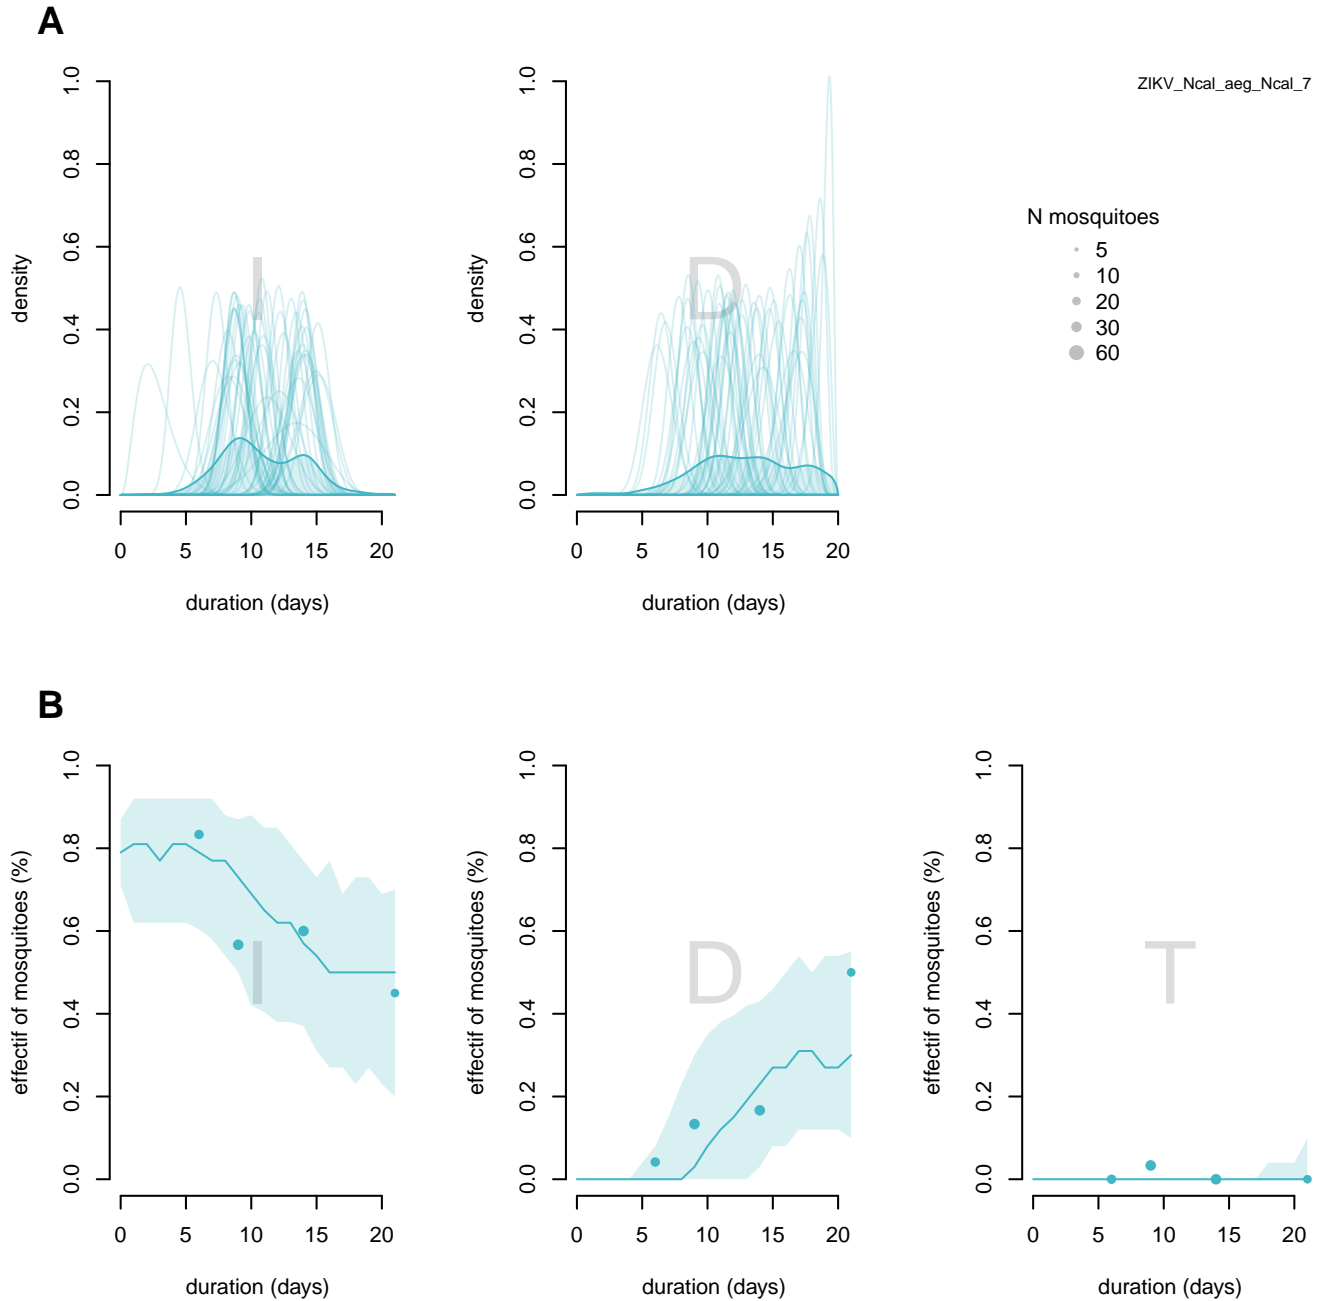 A
ZIKV_Ncal_aeg_Ncal_7
density
0.0 0.2 0.4 0.6 0.8 1.0
I
0 5 10 15 20
duration (days)
density
0.0 0.2 0.4 0.6 0.8 1.0
D
0 5 10 15 20
duration (days)
N mosquitoes
5
10
20
30
60
B
effectif of mosquitoes (%)
0.0 0.2 0.4 0.6 0.8 1.0
I
0 5 10 15 20
duration (days)
effectif of mosquitoes (%)
0.0 0.2 0.4 0.6 0.8 1.0
D
0 5 10 15 20
duration (days)
effectif of mosquitoes (%)
0.0 0.2 0.4 0.6 0.8 1.0
T
0 5 10 15 20
duration (days)